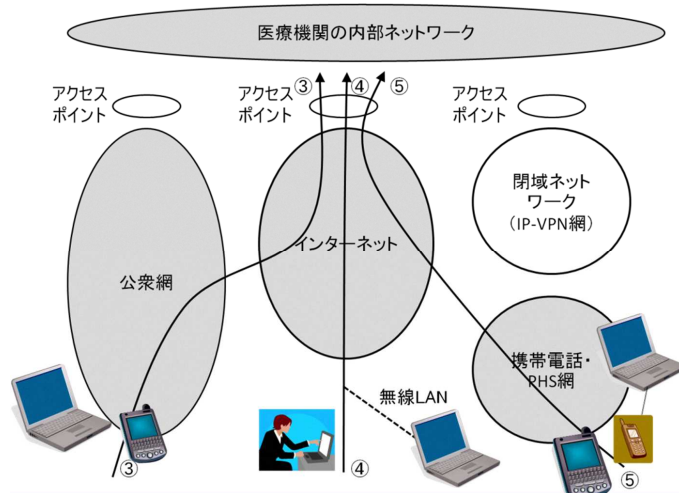 医療機関の内部ネットワーク
③
④
⑤
アクセス
ポイント
アクセス
ポイント
アクセス
ポイント
閉域ネット
ワーク
（IP-VPN網）
インターネット
公衆網
携帯電話・
PHS網
無線LAN
③
④
⑤